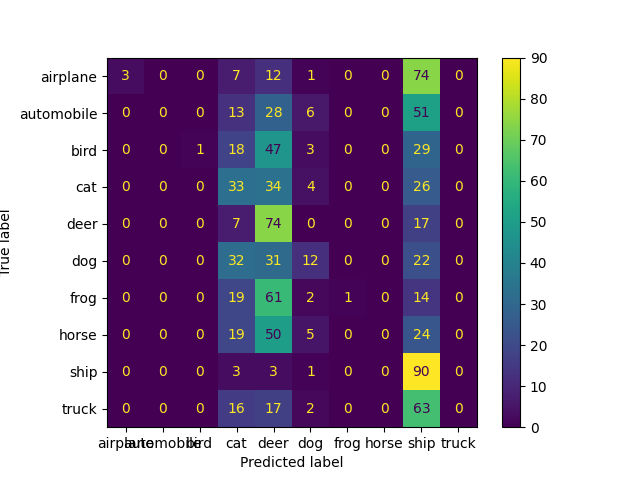 airplane 3 0 0 7 12 1 0 0 74 0
automobile 0 0 0 13 28 6 0 0 51 0
bird 0 0 1 18 47 3 0 0 29 0
cat 0 0 0 33 34 4 0 0 26 0
deer 0 0 0 7 74 0 0 0 17 0
dog 0 0 0 32 31 12 0 0 22 0
frog 0 0 0 19 61 2 1 0 14 0
horse 0 0 0 19 50 5 0 0 24 0
ship 0 0 0 3 3 1 0 0 90 0
truck 0 0 0 16 17 2 0 0 63 0
airplane automobile bird cat deer dog frog horse ship truck
Predicted label
True label
90
80
70
60
50
40
30
20
10
0